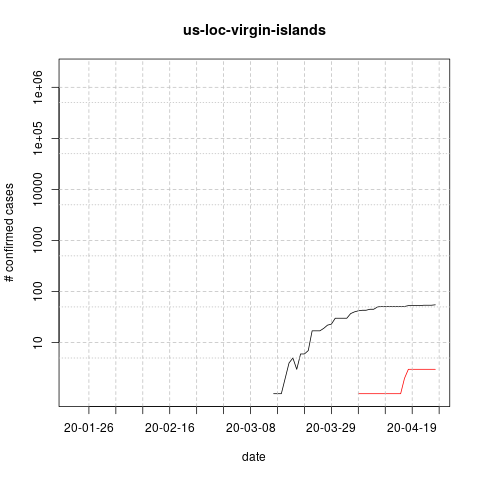 us-loc-virgin-islands
# confirmed cases
1e+06
1e+05
10000
1000
100
10
20-01-26 20-02-16 20-03-08 20-03-29 20-04-19
date